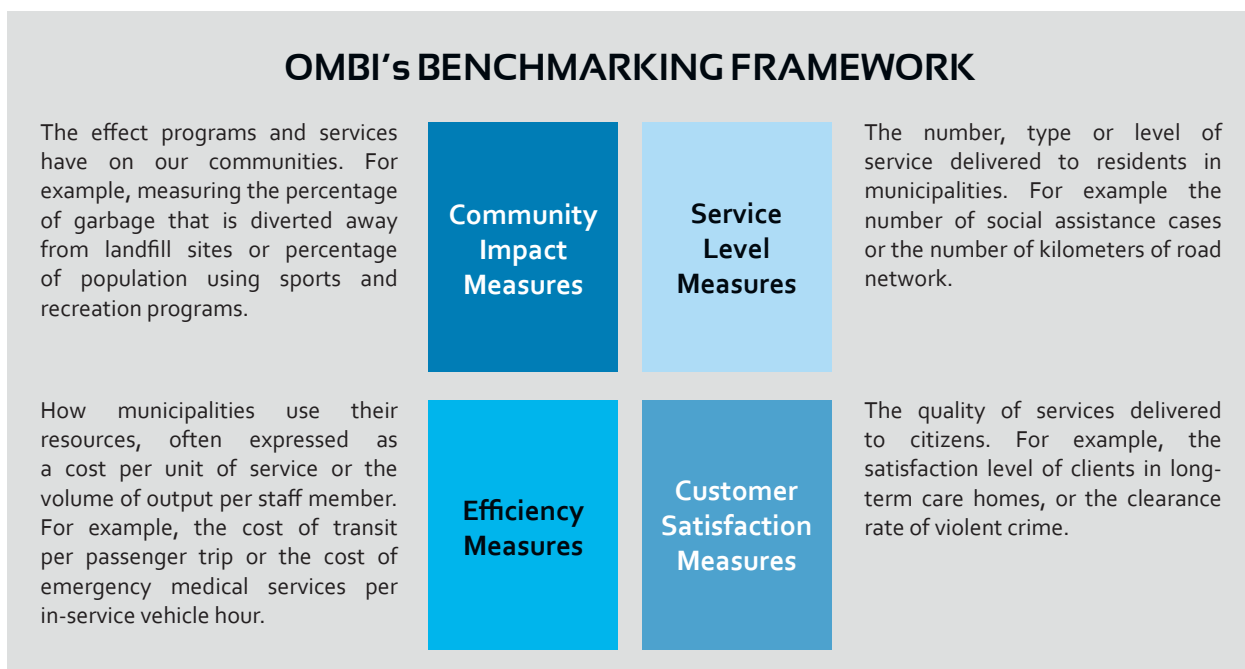 OMBI's BENCHMARKING FRAMEWORK
The effect programs and services
have on our communities. For
example, measuring the percentage
of garbage that is diverted away
from landfill sites or percentage
of population using sports and
recreation programs.
Community
Impact
Measures
Service
Level
Measures
The number, type or level of
service delivered to residents in
municipalities. For example the
number of social assistance cases
or the number of kilometers of road
network.
How municipalities use their
resources, often expressed as
a cost per unit of service or the
volume of output per staff member.
For example, the cost of transit
per passenger trip or the cost of
emergency medical services per
in-service vehicle hour.
Efficiency
Measures
Customer
Satisfaction
Measures
The quality of services delivered
to citizens. For example, the
satisfaction level of clients in long-
term care homes, or the clearance
rate of violent crime.